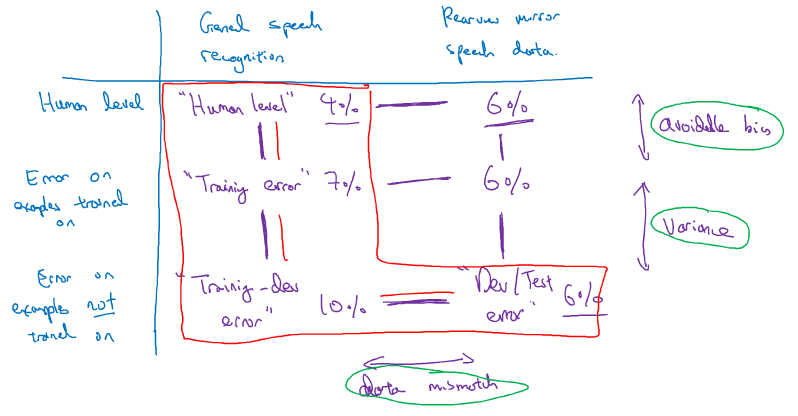 General speech
recognition
Rearview mirror
speech data.
Human level
"Human level" 4%
6%
avoidable bias
Error on
examples trained
on
"Training error" 7%
6%
Variance
Error on
examples not
trained on
"Training-dev
error"
10%
"Dev/Test
error"
6%
data mismatch